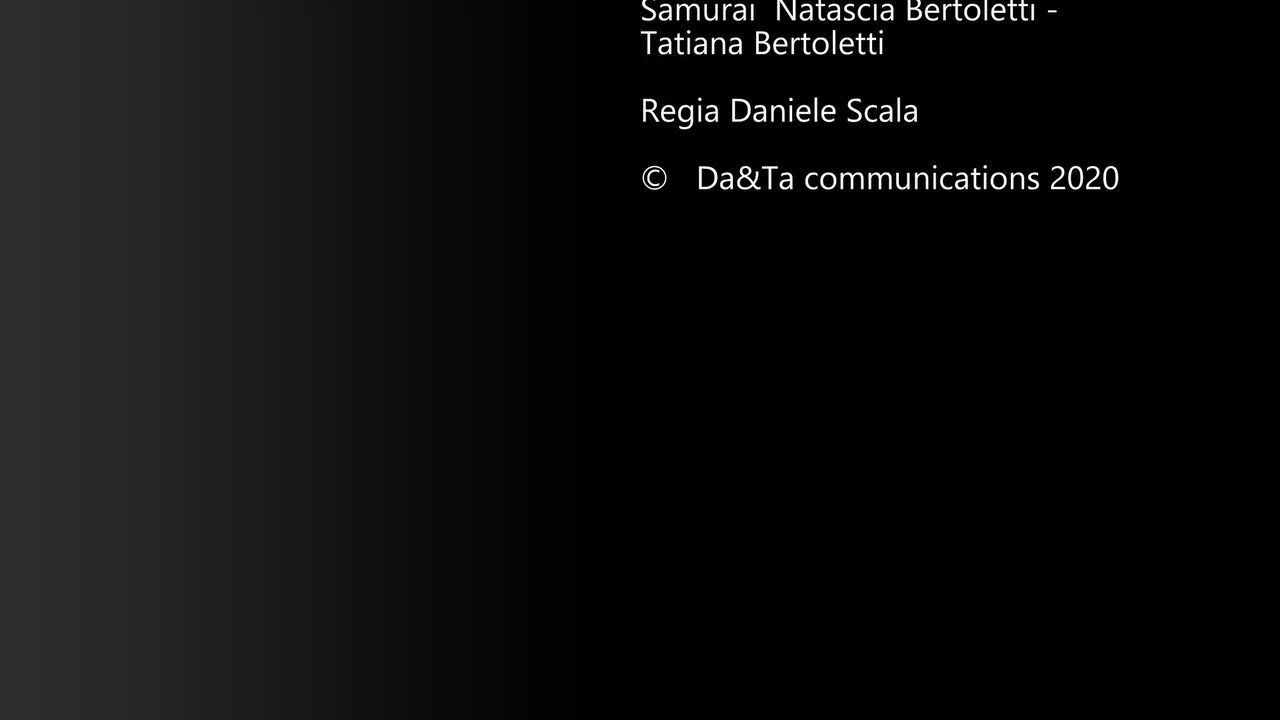 Samurai  Natascia Bertoletti -
Tatiana Bertoletti
Regia Daniele Scala
©   Da&Ta communications 2020